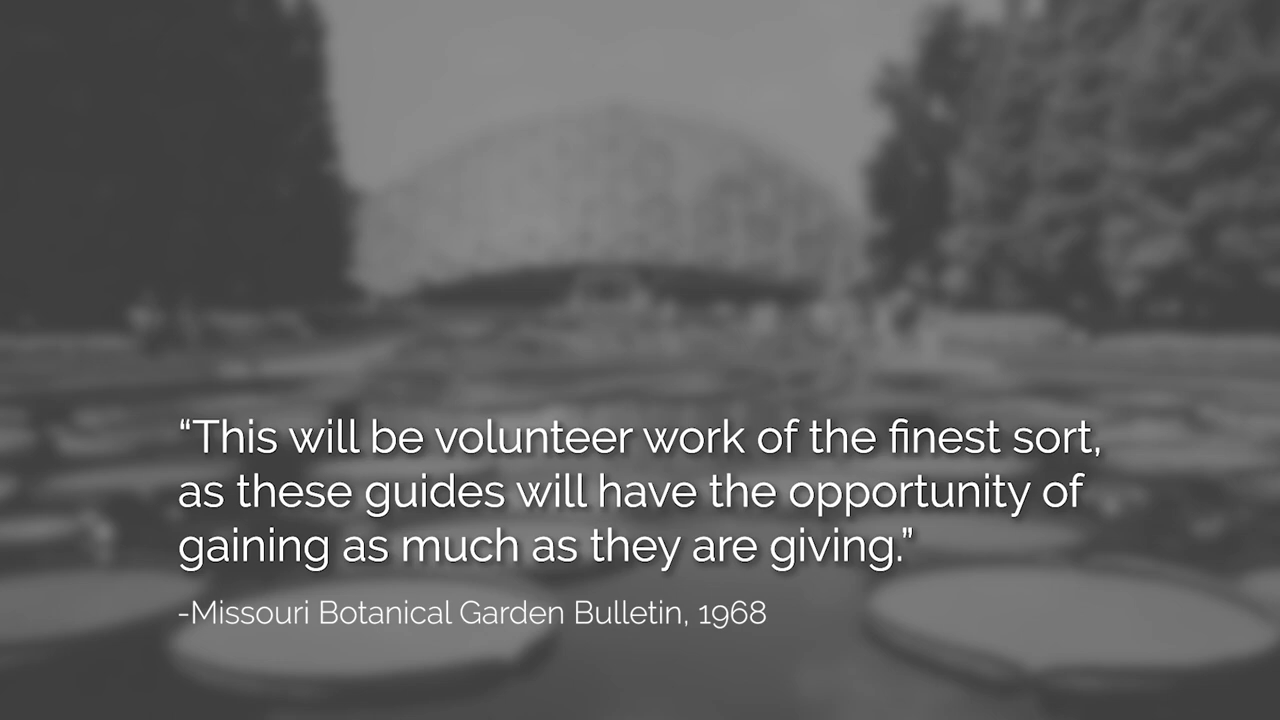 “This will be volunteer work of the finest sort,
as these guides will have the opportunity of
gaining as much as they are giving.”
-Missouri Botanical Garden Bulletin, 1968